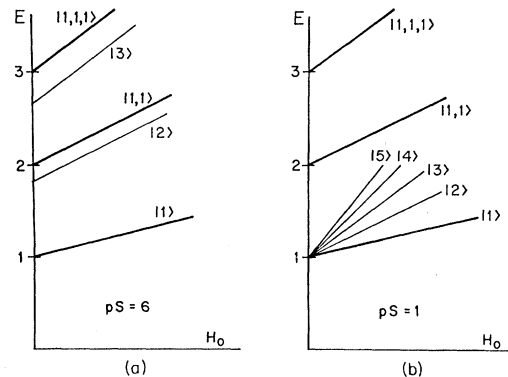 E
|1,1,1⟩
3
|3⟩
|1,1⟩
2
|2⟩
|1⟩
1
pS = 6
H₀
(a)
E
|1,1,1⟩
3
|1,1⟩
2
|5⟩ |4⟩
|3⟩
|2⟩
|1⟩
1
pS = 1
H₀
(b)